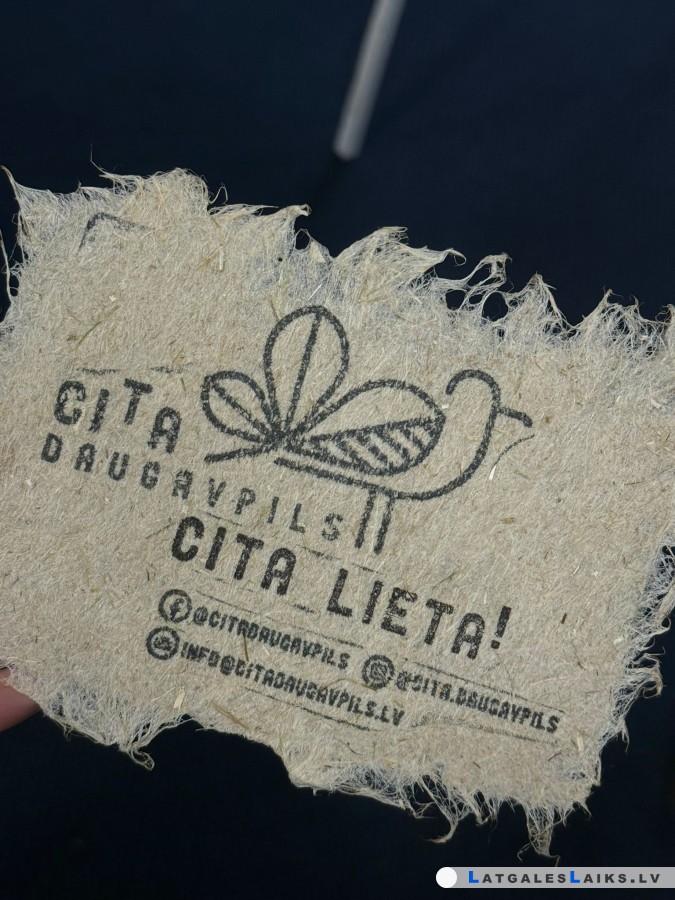 CITA
DAUGAVPILS
CITA LIETA!
@CITADAUGAVPILS
@CITA.DAUGAVPILS
INFO@CITADAUGAVPILS.LV
LATGALESLAIKS.LV